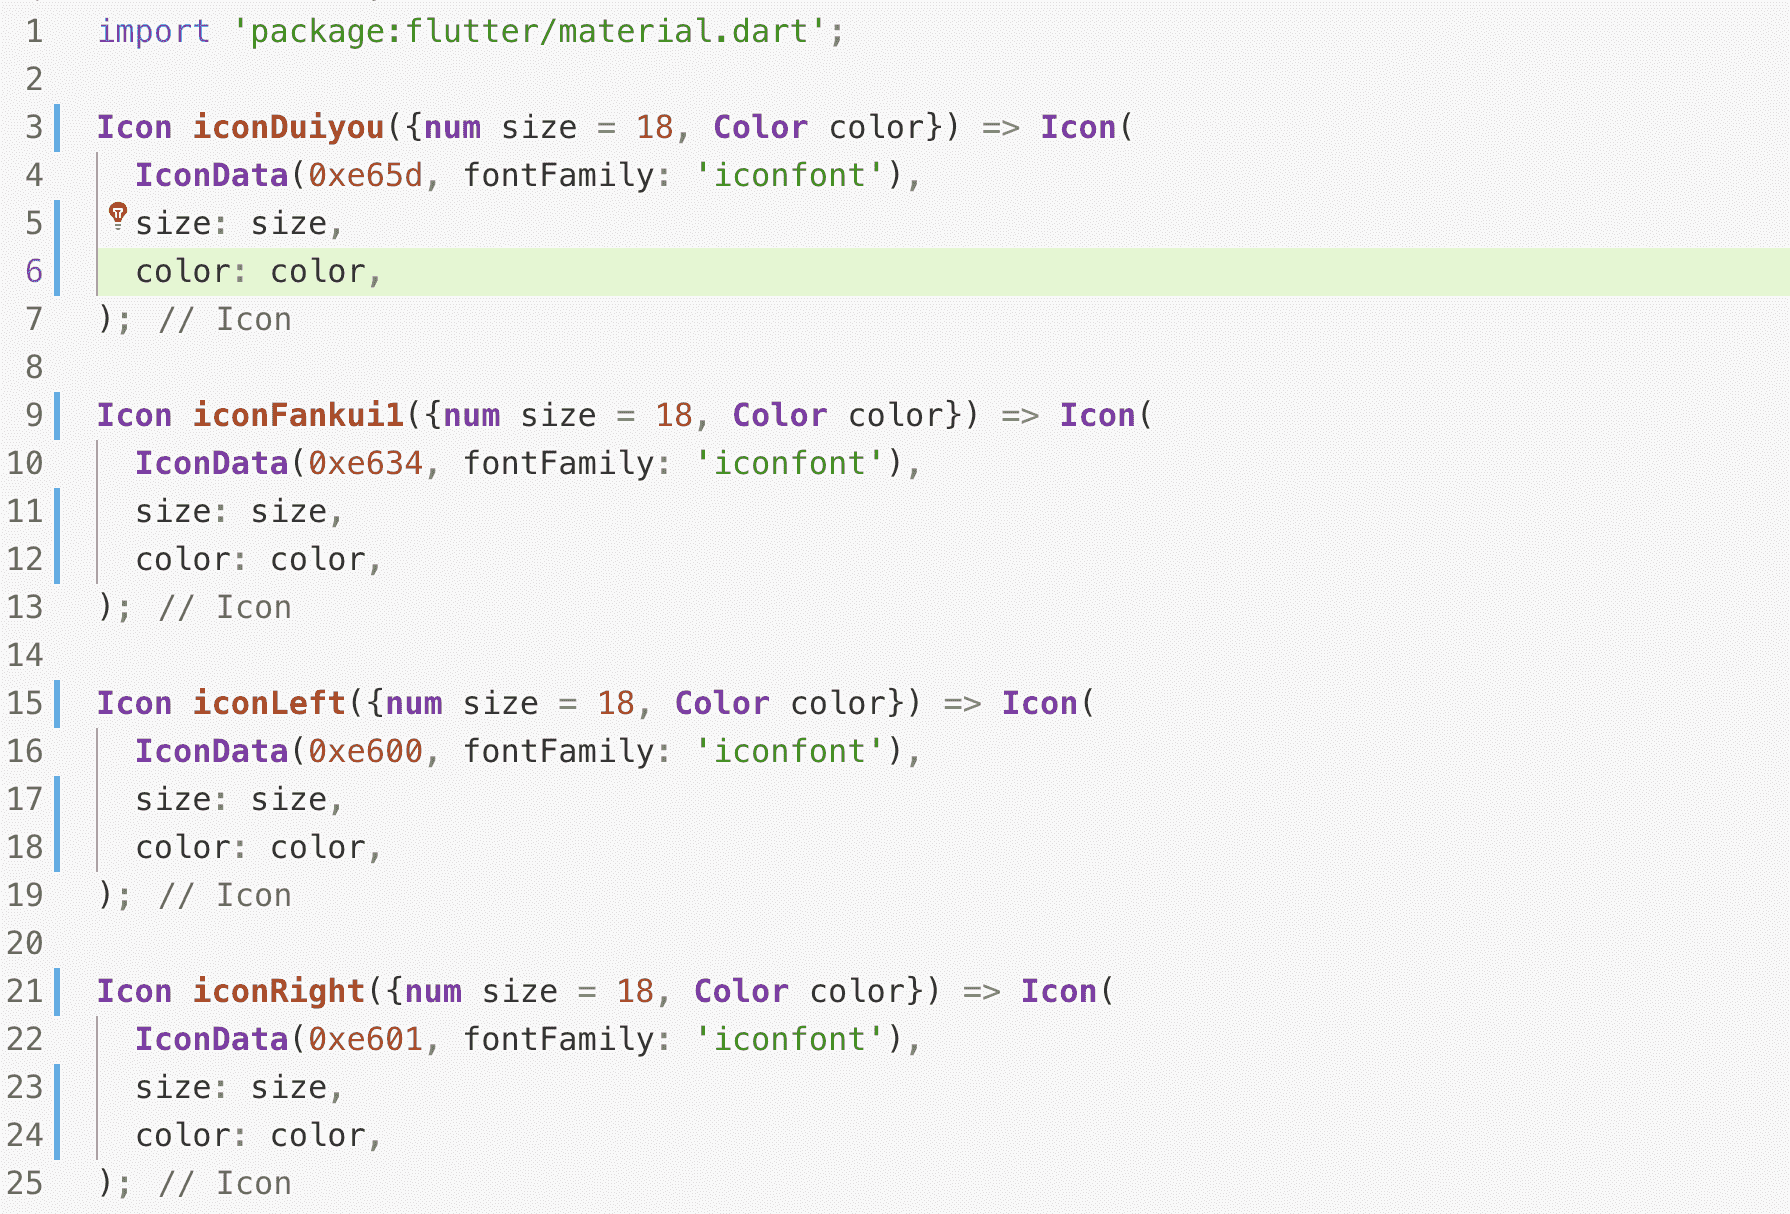 1 import 'package:flutter/material.dart';
2
3 Icon iconDuiyou({num size = 18, Color color}) => Icon(
4 IconData(0xe65d, fontFamily: 'iconfont'),
5 size: size,
6 color: color,
7 ); // Icon
8
9 Icon iconFankui1({num size = 18, Color color}) => Icon(
10 IconData(0xe634, fontFamily: 'iconfont'),
11 size: size,
12 color: color,
13 ); // Icon
14
15 Icon iconLeft({num size = 18, Color color}) => Icon(
16 IconData(0xe600, fontFamily: 'iconfont'),
17 size: size,
18 color: color,
19 ); // Icon
20
21 Icon iconRight({num size = 18, Color color}) => Icon(
22 IconData(0xe601, fontFamily: 'iconfont'),
23 size: size,
24 color: color,
25 ); // Icon